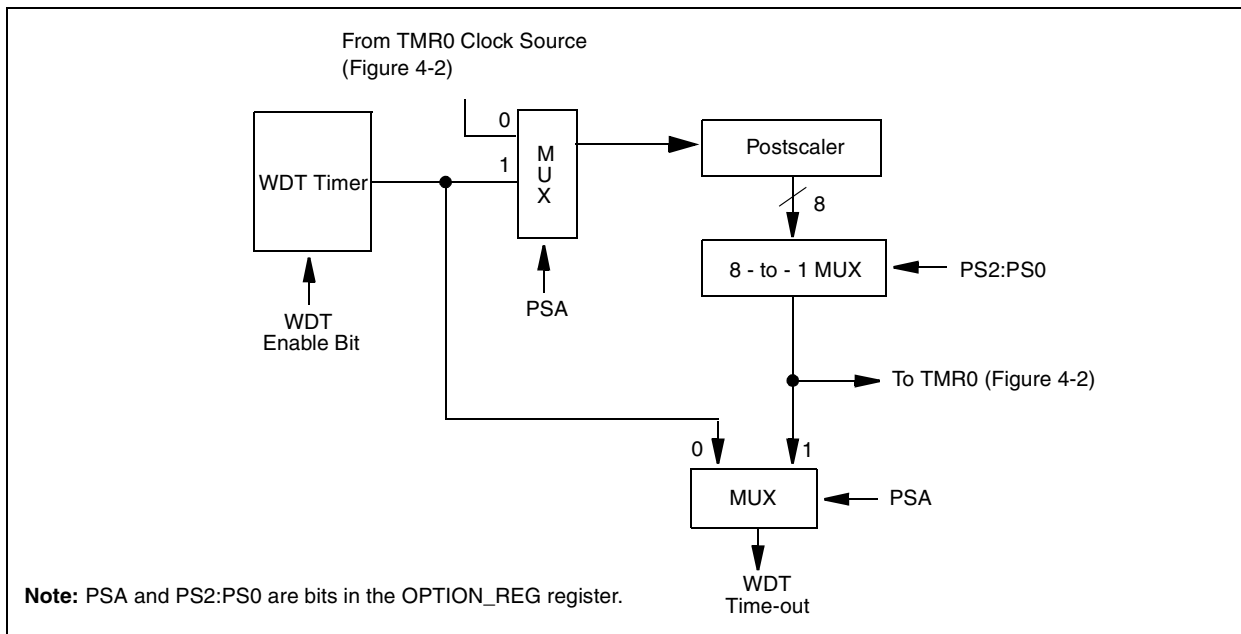 From TMR0 Clock Source
(Figure 4-2)
0
1
M
U
X
WDT Timer
Postscaler
8
8 - to - 1 MUX
PS2:PS0
PSA
WDT
Enable Bit
To TMR0 (Figure 4-2)
0
1
MUX
PSA
WDT
Time-out
Note: PSA and PS2:PS0 are bits in the OPTION_REG register.